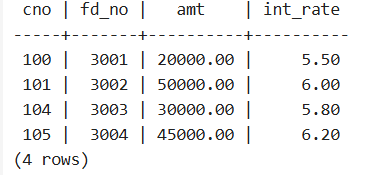 cno | fd_no |   amt    | int_rate
-----+-------+----------+----------
100 |  3001 | 20000.00 |     5.50
101 |  3002 | 50000.00 |     6.00
104 |  3003 | 30000.00 |     5.80
105 |  3004 | 45000.00 |     6.20
(4 rows)